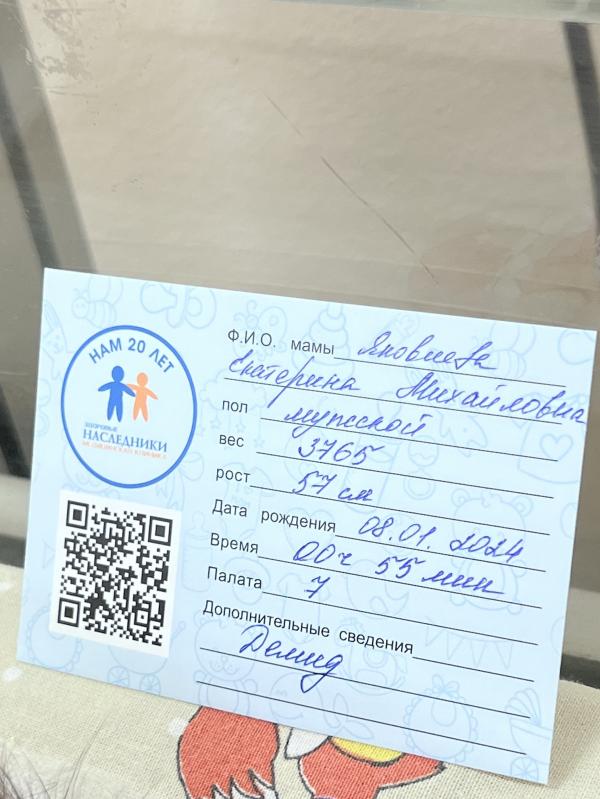 НАМ 20 ЛЕТ
ЗДОРОВЫЕ
НАСЛЕДНИКИ
Ф.И.О. мамы Яковлева
Екатерина Михайловна
пол мужской
вес 3765
рост 57 см
Дата рождения 08.01.2024
Время 00ч 55 мин
Палата 7
Дополнительные сведения
Демид